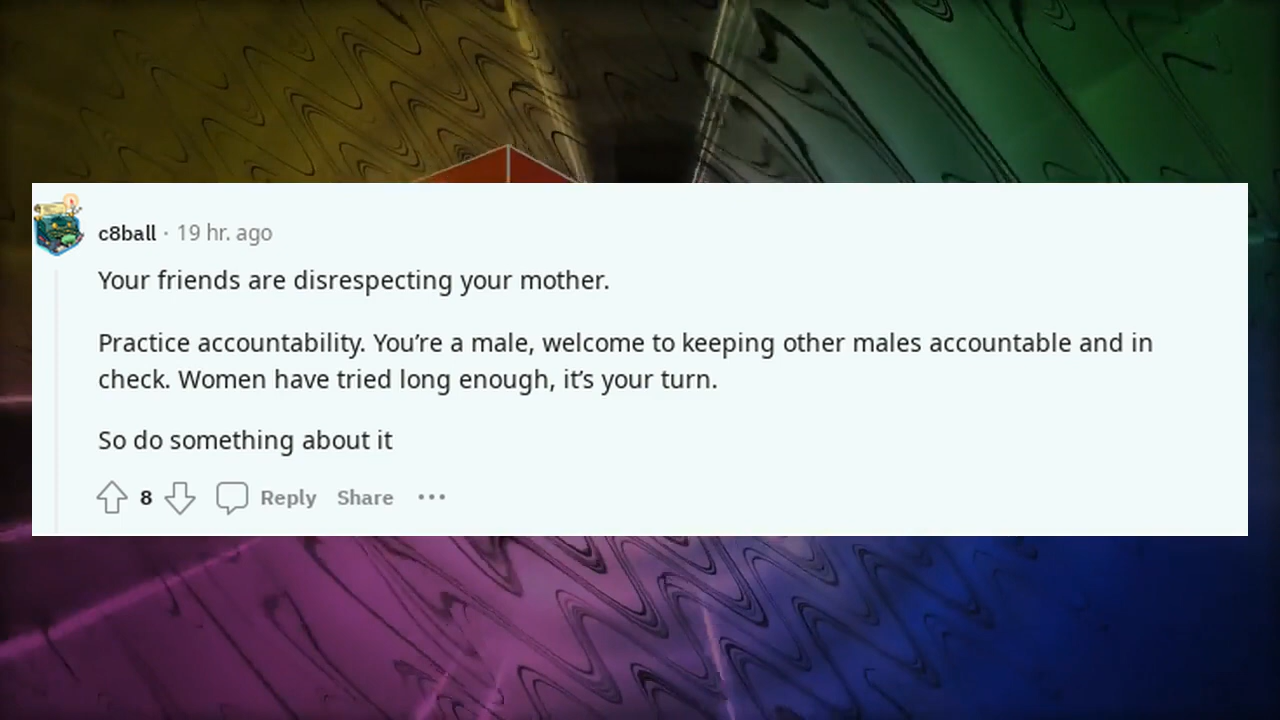 c8ball · 19 hr. ago
Your friends are disrespecting your mother.
Practice accountability. You’re a male, welcome to keeping other males accountable and in
check. Women have tried long enough, it’s your turn.
So do something about it
8 Reply Share ···